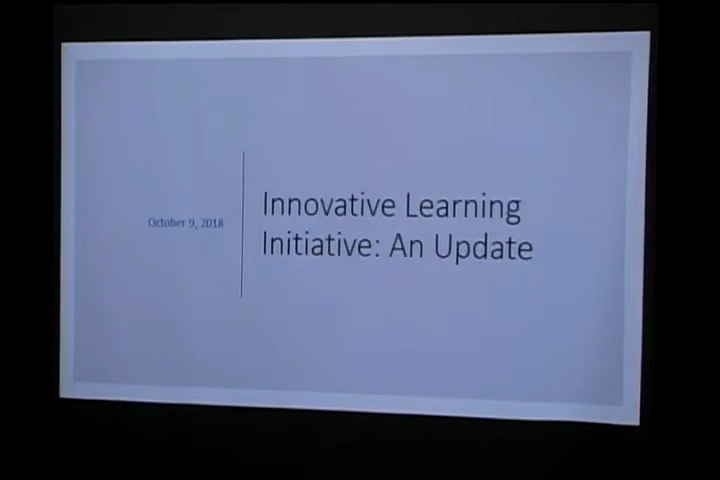 October 9, 2018
Innovative Learning
Initiative: An Update